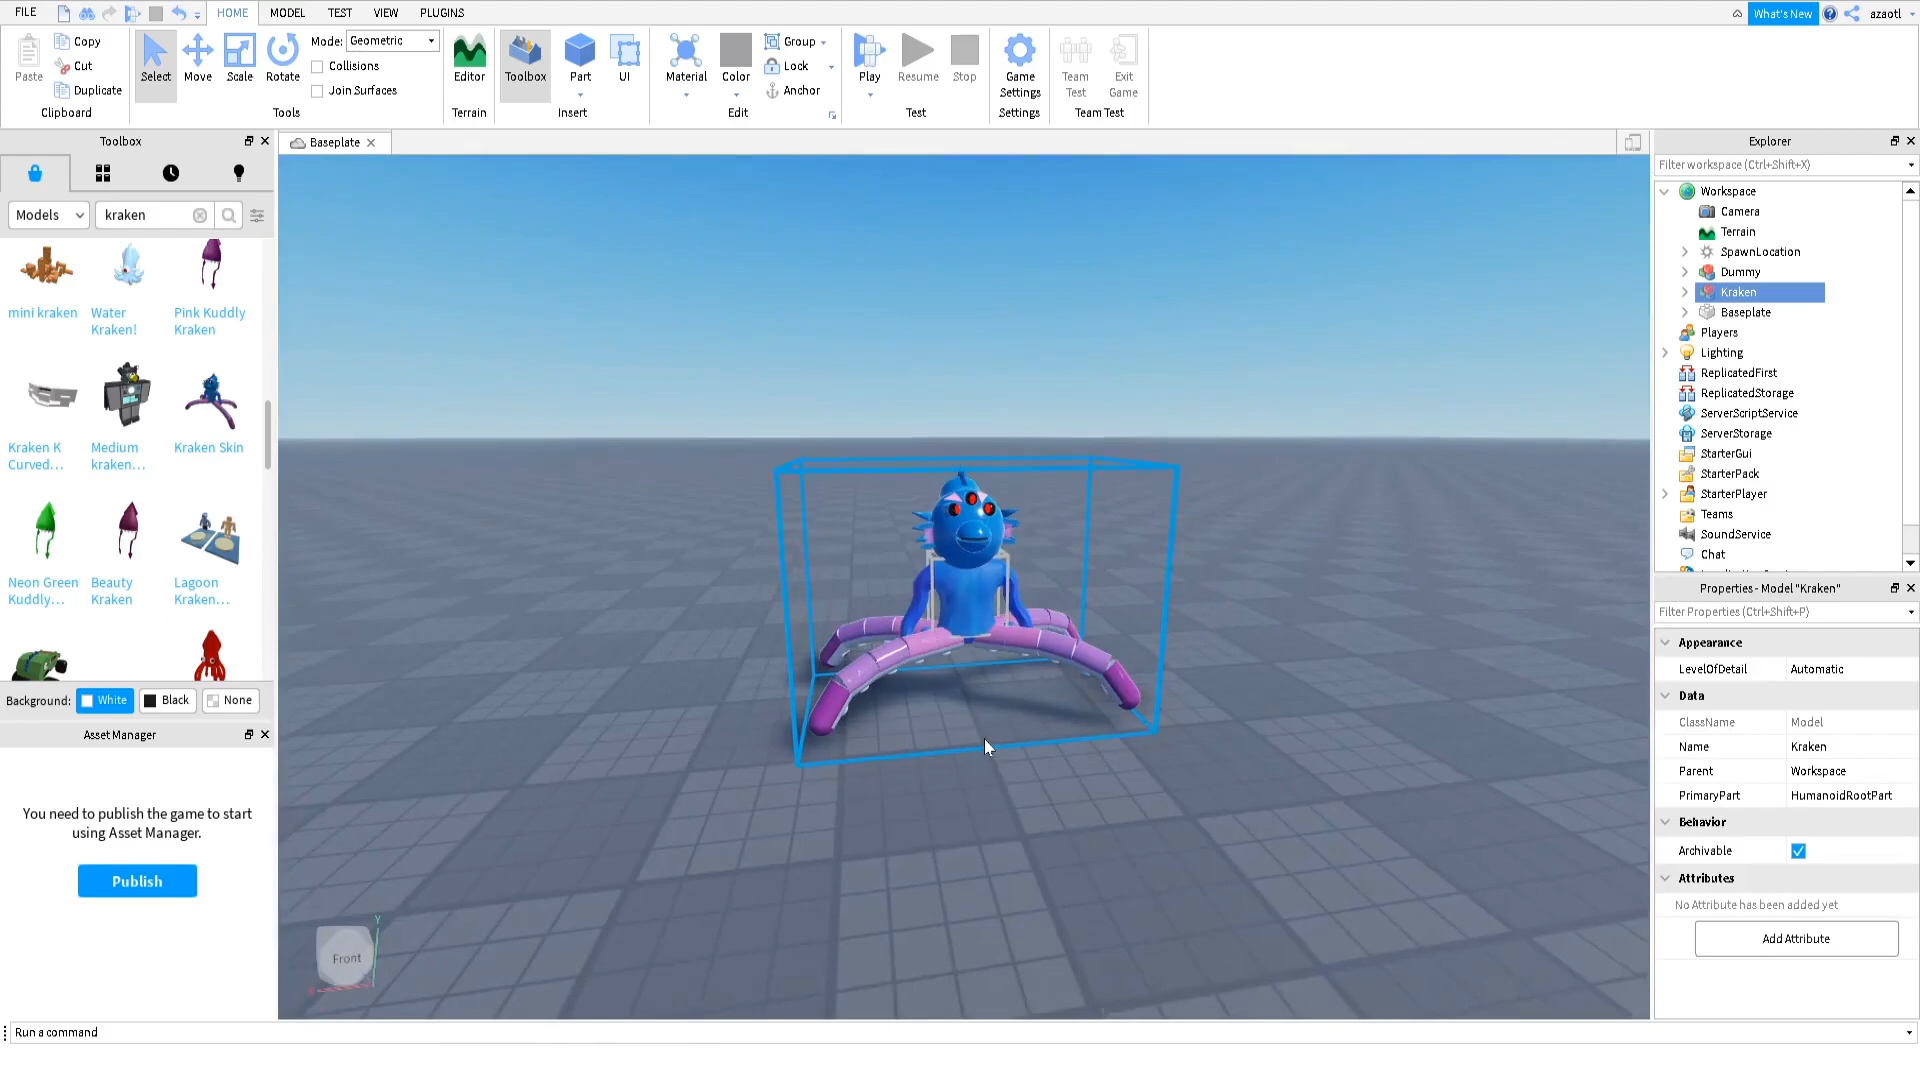 FILE
HOME
MODEL
TEST
VIEW
PLUGINS
What's New
azaotl
Paste
Copy
Cut
Duplicate
Clipboard
Select
Move
Scale
Rotate
Mode: Geometric
Collisions
Join Surfaces
Tools
Editor
Terrain
Toolbox
Part
UI
Insert
Material
Color
Group
Lock
Anchor
Edit
Play
Resume
Stop
Test
Game
Settings
Settings
Team
Test
Exit
Game
Team Test
Toolbox
Models
kraken
mini kraken
Water
Kraken!
Pink Kuddly
Kraken
Kraken K
Curved...
Medium
kraken...
Kraken Skin
Neon Green
Kuddly...
Beauty
Kraken
Lagoon
Kraken...
Background:
White
Black
None
Asset Manager
You need to publish the game to start
using Asset Manager.
Publish
Baseplate
Front
Y
Explorer
Filter workspace (Ctrl+Shift+X)
Workspace
Camera
Terrain
SpawnLocation
Dummy
Kraken
Baseplate
Players
Lighting
ReplicatedFirst
ReplicatedStorage
ServerScriptService
ServerStorage
StarterGui
StarterPack
StarterPlayer
Teams
SoundService
Chat
Properties - Model "Kraken"
Filter Properties (Ctrl+Shift+P)
Appearance
LevelOfDetail Automatic
Data
ClassName Model
Name Kraken
Parent Workspace
PrimaryPart HumanoidRootPart
Behavior
Archivable
Attributes
No Attribute has been added yet
Add Attribute
Run a command